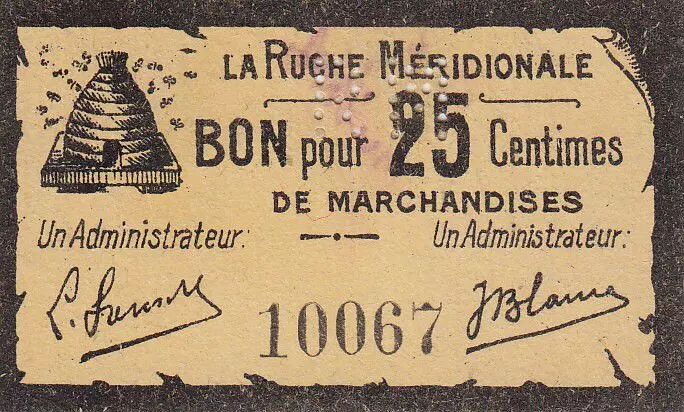 LA RUCHE MÉRIDIONALE
BON pour 25 Centimes
DE MARCHANDISES
Un Administrateur: Un Administrateur:
10067